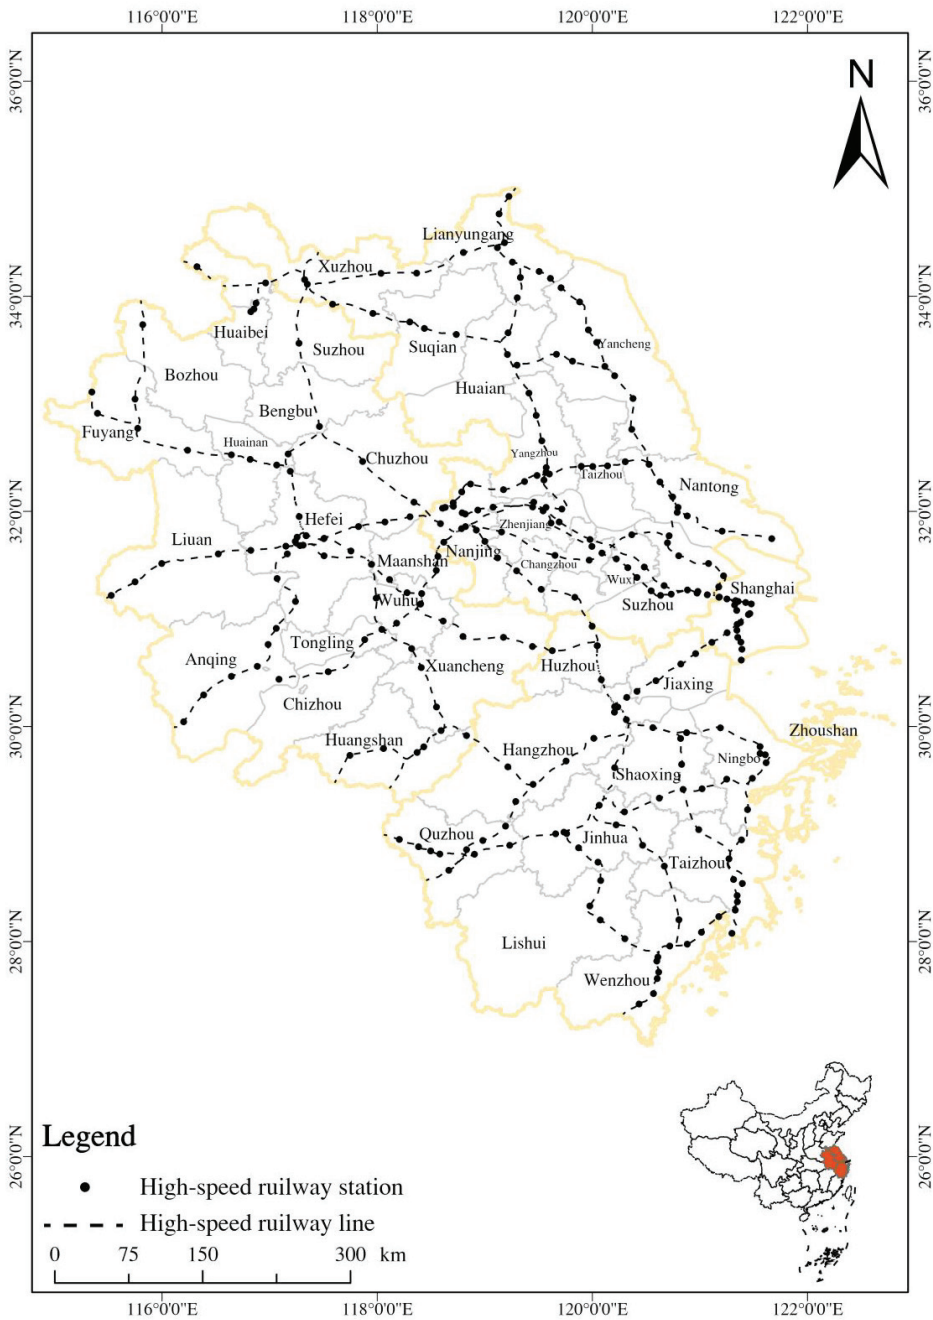 116°0'0"E 118°0'0"E 120°0'0"E 122°0'0"E
36°0'0"N
36°0'0"N
N
Lianyungang
Xuzhou
34°0'0"N
34°0'0"N
Huaibei
Suzhou
Suqian
Yancheng
Bozhou
Huaian
Bengbu
Fuyang
Huainan
Chuzhou
Yangzhou
Taizhou
Nantong
32°0'0"N
32°0'0"N
Hefei
Zhenjiang
Liuan
Nanjing
Maanshan
Changzhou
Wuxi
Shanghai
Wuhu
Suzhou
Tongling
Anqing
Xuancheng
Huzhou
Jiaxing
Chizhou
30°0'0"N
30°0'0"N
Zhoushan
Huangshan
Hangzhou
Ningbo
Shaoxing
Quzhou
Jinhua
Taizhou
28°0'0"N
28°0'0"N
Lishui
Wenzhou
26°0'0"N
26°0'0"N
Legend
High-speed railway station
High-speed ruilway line
0 75 150 300 km
116°0'0"E 118°0'0"E 120°0'0"E 122°0'0"E